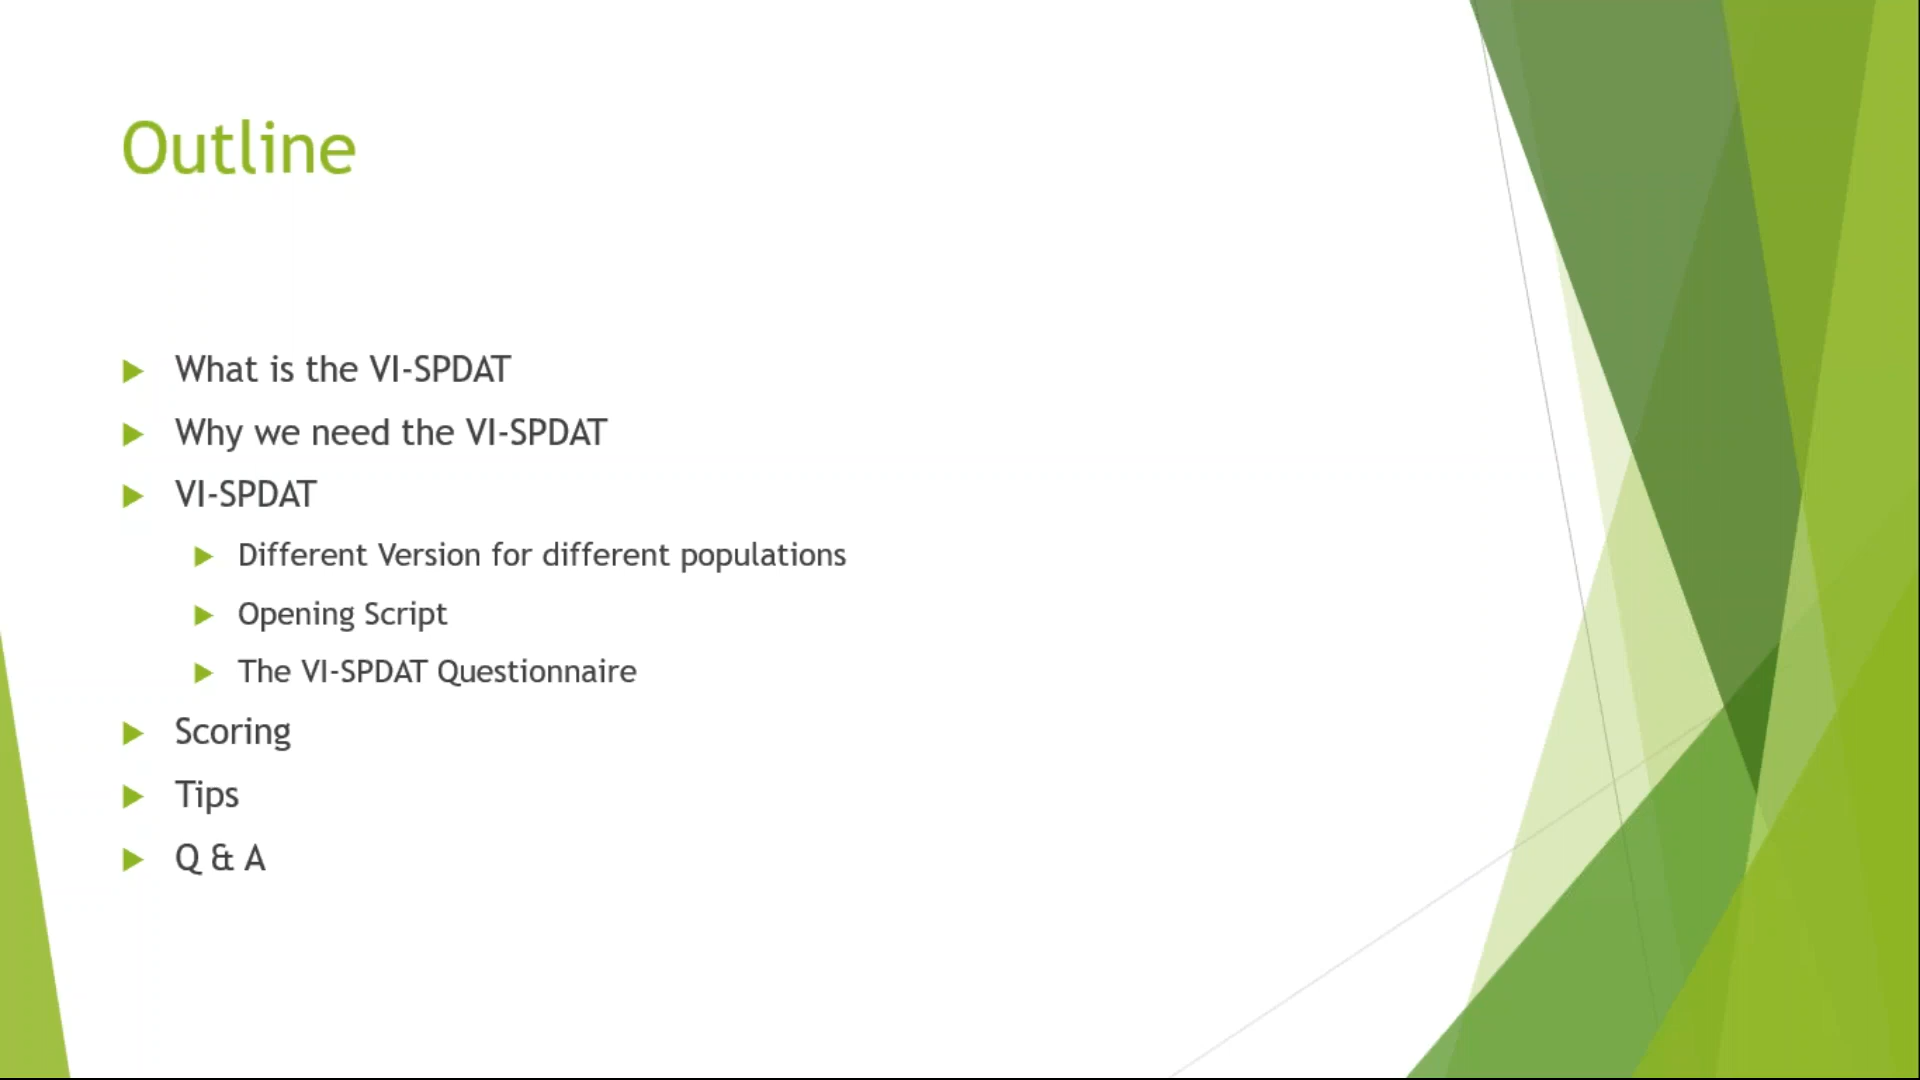 Outline
What is the VI-SPDAT
Why we need the VI-SPDAT
VI-SPDAT
Different Version for different populations
Opening Script
The VI-SPDAT Questionnaire
Scoring
Tips
Q & A